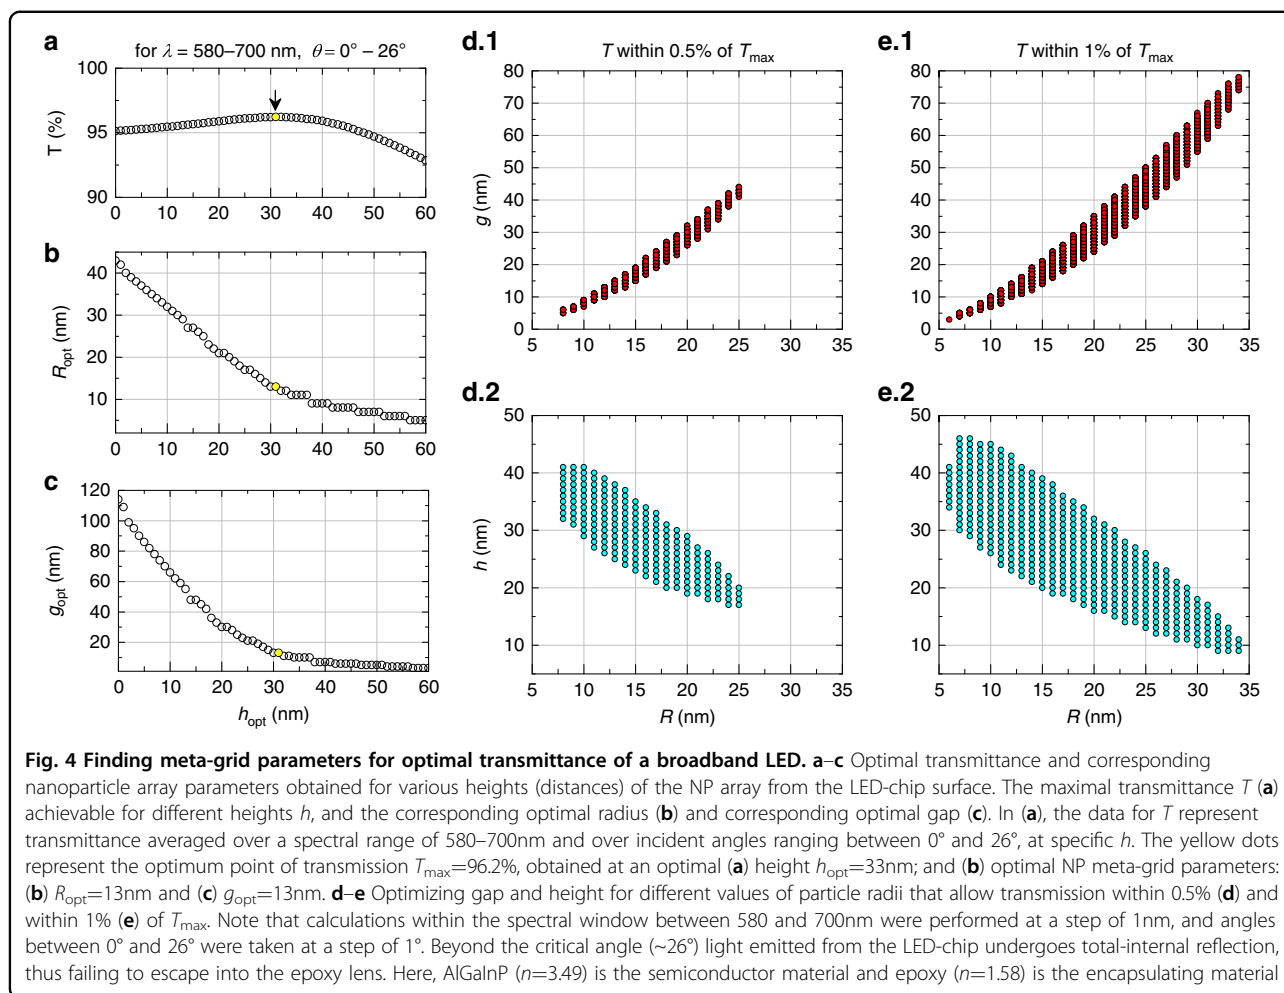 a
for λ = 580–700 nm, θ = 0° – 26°
100
95
90
T (%)
0 10 20 30 40 50 60
b
40
30
20
10
R_opt (nm)
0 10 20 30 40 50 60
c
120
100
80
60
40
20
g_opt (nm)
0 10 20 30 40 50 60
h_opt (nm)
d.1
T within 0.5% of T_max
80
70
60
50
40
30
20
10
0
g (nm)
5 10 15 20 25 30 35
d.2
50
40
30
20
10
h (nm)
5 10 15 20 25 30 35
R (nm)
e.1
T within 1% of T_max
80
70
60
50
40
30
20
10
0
5 10 15 20 25 30 35
e.2
50
40
30
20
10
5 10 15 20 25 30 35
R (nm)
Fig. 4 Finding meta-grid parameters for optimal transmittance of a broadband LED. a–c Optimal transmittance and corresponding
nanoparticle array parameters obtained for various heights (distances) of the NP array from the LED-chip surface. The maximal transmittance T (a)
achievable for different heights h, and the corresponding optimal radius (b) and corresponding optimal gap (c). In (a), the data for T represent
transmittance averaged over a spectral range of 580–700nm and over incident angles ranging between 0° and 26°, at specific h. The yellow dots
represent the optimum point of transmission T_max=96.2%, obtained at an optimal (a) height h_opt=33nm; and (b) optimal NP meta-grid parameters:
(b) R_opt=13nm and (c) g_opt=13nm. d–e Optimizing gap and height for different values of particle radii that allow transmission within 0.5% (d) and
within 1% (e) of T_max. Note that calculations within the spectral window between 580 and 700nm were performed at a step of 1nm, and angles
between 0° and 26° were taken at a step of 1°. Beyond the critical angle (~26°) light emitted from the LED-chip undergoes total-internal reflection,
thus failing to escape into the epoxy lens. Here, AlGaInP (n=3.49) is the semiconductor material and epoxy (n=1.58) is the encapsulating material